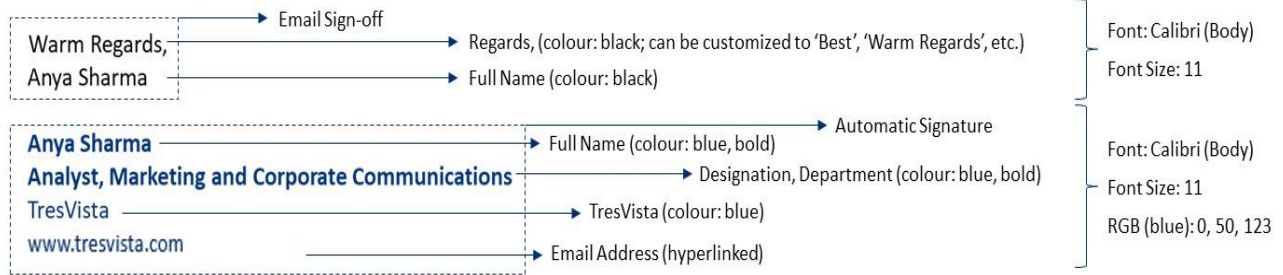 Email Sign-off
Warm Regards,
Regards, (colour: black; can be customized to ‘Best’, ‘Warm Regards’, etc.)
Anya Sharma
Full Name (colour: black)
Font: Calibri (Body)
Font Size: 11
Automatic Signature
Anya Sharma
Full Name (colour: blue, bold)
Analyst, Marketing and Corporate Communications
Designation, Department (colour: blue, bold)
TresVista
TresVista (colour: blue)
www.tresvista.com
Email Address (hyperlinked)
Font: Calibri (Body)
Font Size: 11
RGB (blue): 0, 50, 123